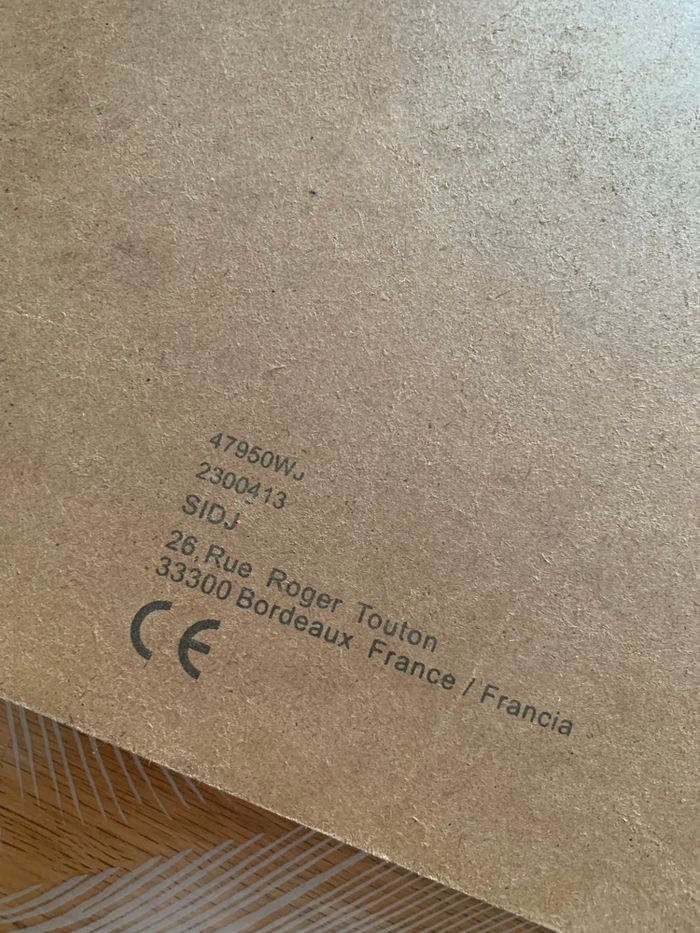 47950WJ
2300413
SIDJ
26, Rue Roger Touton
33300 Bordeaux France / Francia
CE